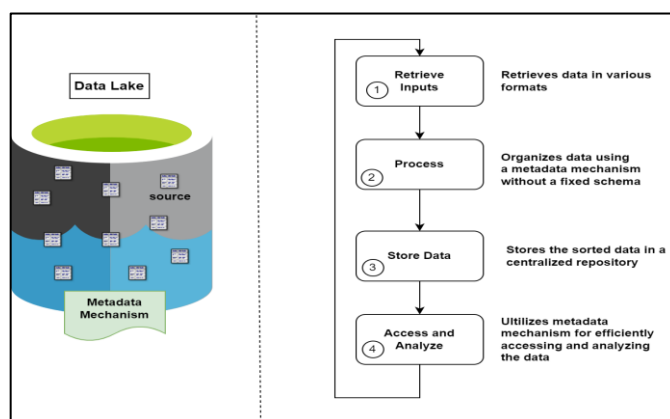 Data Lake
source
Metadata
Mechanism
Retrieve
Inputs
1
Retrieves data in various
formats
Process
2
Organizes data using
a metadata mechanism
without a fixed schema
Store Data
3
Stores the sorted data in a
centralized repository
Access and
Analyze
4
Ultilizes metadata
mechanism for efficiently
accessing and analyzing
the data